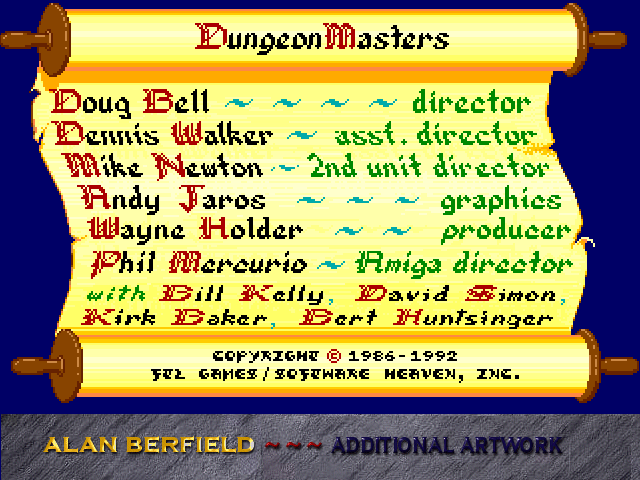 DungeonMasters
Doug Bell ~ ~ ~ ~ director
Dennis Walker ~ asst. director
Mike Newton ~ 2nd unit director
Andy Jaros ~ ~ ~ graphics
Wayne Holder ~ ~ producer
Phil Mercurio ~ Amiga director
with Bill Kelly, David Simon,
Kirk Baker, Bert Huntsinger
COPYRIGHT © 1986-1992
FTL GAMES/SOFTWARE HEAVEN, INC.
ALAN BERFIELD ~ ~ ~ ADDITIONAL ARTWORK